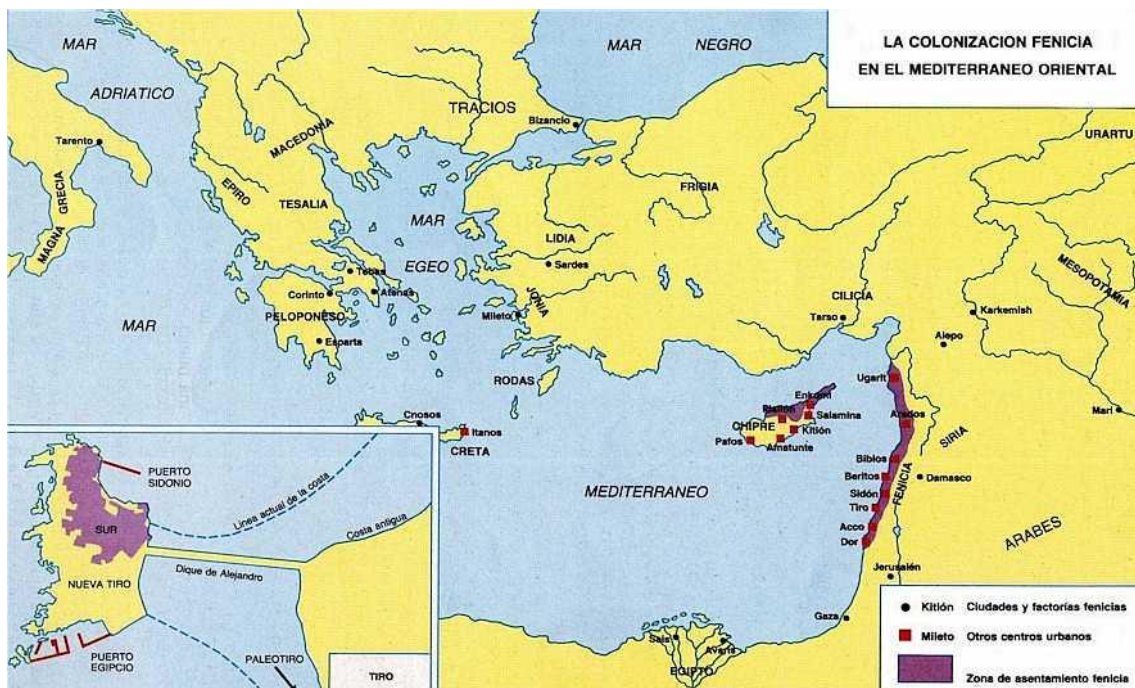 LA COLONIZACION FENICIA
EN EL MEDITERRANEO ORIENTAL
MAR
ADRIATICO
MAR NEGRO
TRACIOS
Bizancio
URARTU
Tarento
MACEDONIA
MAGNA GRECIA
EPIRO
TESALIA
MAR
EGEO
FRIGIA
LIDIA
Sardes
MESOPOTAMIA
Tebas
Corinto
Atenas
JONIA
CILICIA
MAR
PELOPONESO
Mileto
Tarso
Karkemish
Esparta
Alepo
RODAS
Ugarit
Enkomi
Salamina
Arados
Mari
Cnosos
Itanos
CHIPRE
Kitión
SIRIA
CRETA
Pafos
Amatunte
Biblos
MEDITERRANEO
Beritos
FENICIA
Damasco
Sidón
Tiro
ARABES
Acco
Dor
Jerusalén
Gaza
Sais
Avaris
EGIPTO
PUERTO
SIDONIO
SUR
Linea actual de la costa
Costa antigua
Dique de Alejandro
NUEVA TIRO
PUERTO
EGIPCIO
PALEOTIRO
TIRO
Kitión Ciudades y factorías fenicias
Mileto Otros centros urbanos
Zona de asentamiento fenicia